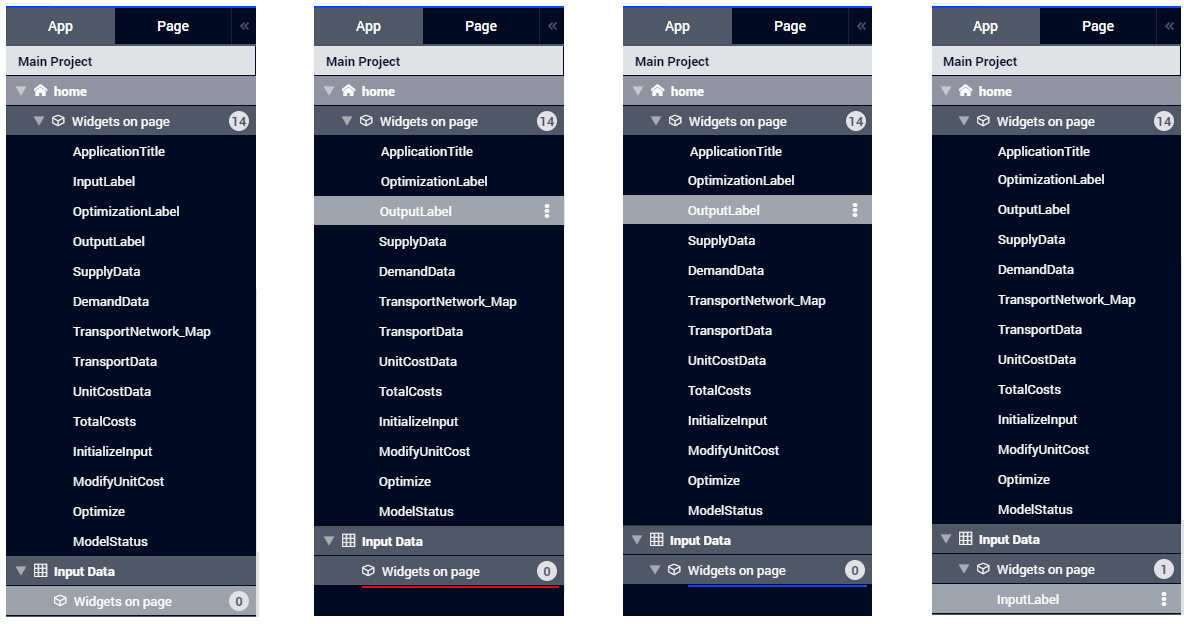 App Page «
Main Project
home
Widgets on page 14
ApplicationTitle
InputLabel
OptimizationLabel
OutputLabel
SupplyData
DemandData
TransportNetwork_Map
TransportData
UnitCostData
TotalCosts
InitializeInput
ModifyUnitCost
Optimize
ModelStatus
Input Data
Widgets on page 0
App Page «
Main Project
home
Widgets on page 14
ApplicationTitle
OptimizationLabel
OutputLabel
SupplyData
DemandData
TransportNetwork_Map
TransportData
UnitCostData
TotalCosts
InitializeInput
ModifyUnitCost
Optimize
ModelStatus
Input Data
Widgets on page 0
App Page «
Main Project
home
Widgets on page 14
ApplicationTitle
OptimizationLabel
OutputLabel
SupplyData
DemandData
TransportNetwork_Map
TransportData
UnitCostData
TotalCosts
InitializeInput
ModifyUnitCost
Optimize
ModelStatus
Input Data
Widgets on page 0
App Page «
Main Project
home
Widgets on page 14
ApplicationTitle
OptimizationLabel
OutputLabel
SupplyData
DemandData
TransportNetwork_Map
TransportData
UnitCostData
TotalCosts
InitializeInput
ModifyUnitCost
Optimize
ModelStatus
Input Data
Widgets on page 1
InputLabel